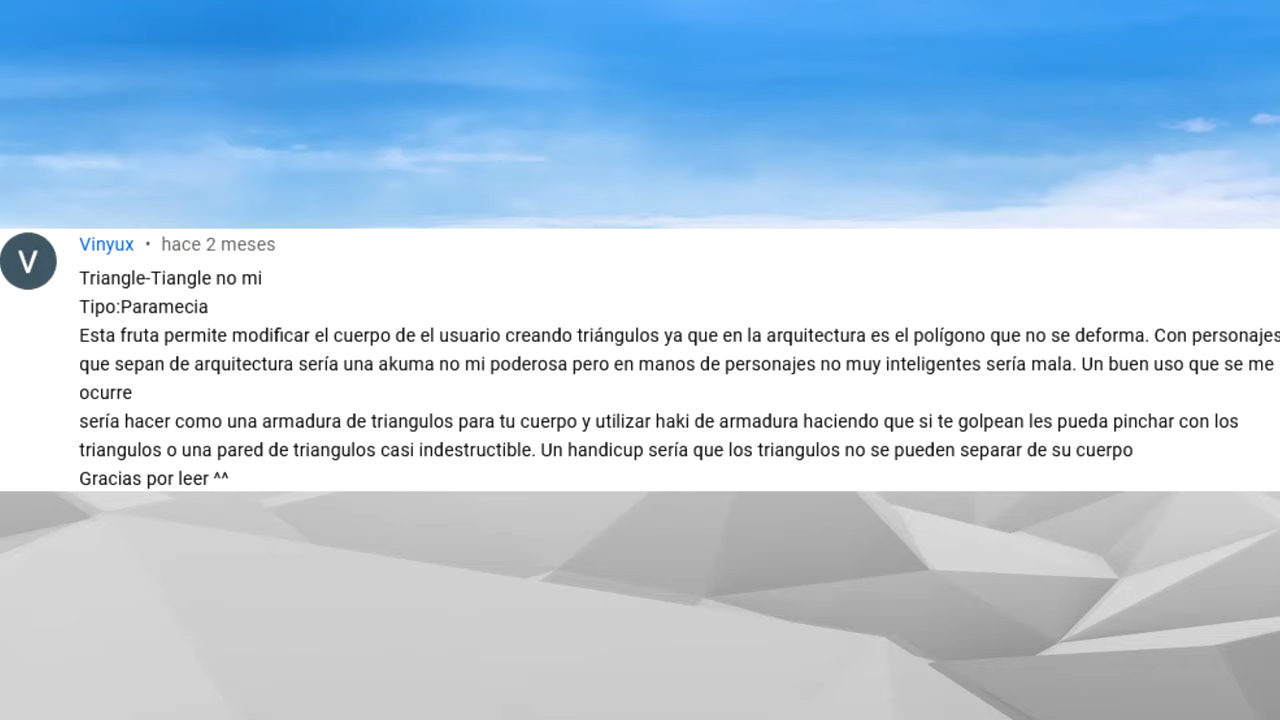 V
Vinyux • hace 2 meses
Triangle-Tiangle no mi
Tipo:Paramecia
Esta fruta permite modificar el cuerpo de el usuario creando triángulos ya que en la arquitectura es el polígono que no se deforma. Con personajes
que sepan de arquitectura sería una akuma no mi poderosa pero en manos de personajes no muy inteligentes sería mala. Un buen uso que se me
ocurre
sería hacer como una armadura de triangulos para tu cuerpo y utilizar haki de armadura haciendo que si te golpean les pueda pinchar con los
triangulos o una pared de triangulos casi indestructible. Un handicup sería que los triangulos no se pueden separar de su cuerpo
Gracias por leer ^^